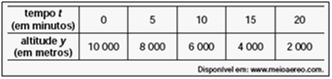 tempo t (em minutos) 0 5 10 15 20
altitude y (em metros) 10 000 8 000 6 000 4 000 2 000
Disponível em: www.meioaereo.com.